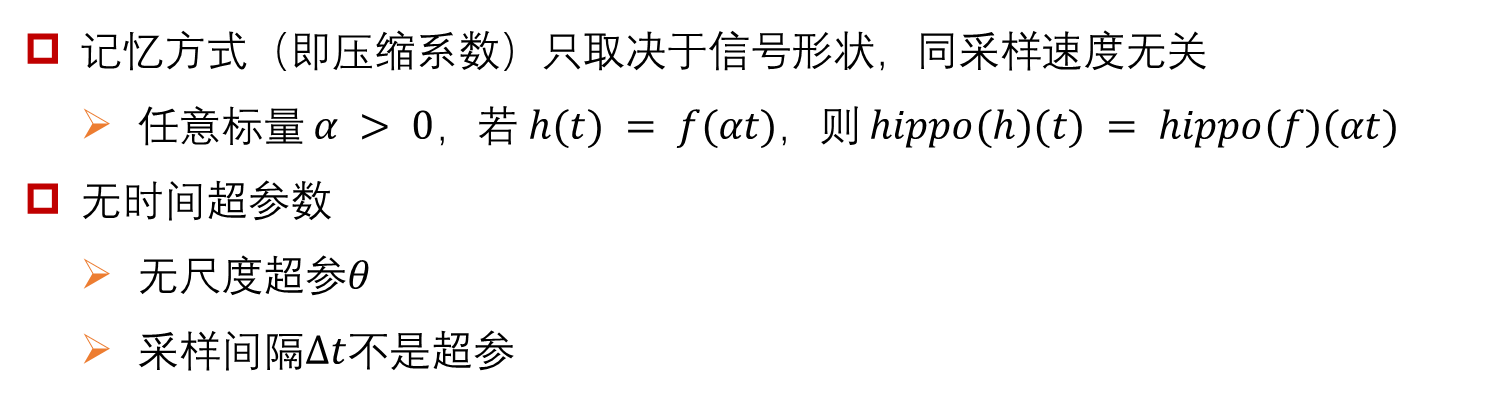 记忆方式（即压缩系数）只取决于信号形状，同采样速度无关
任意标量 α > 0，若 h(t) = f(αt)，则 hippo(h)(t) = hippo(f)(αt)
无时间超参数
无尺度超参θ
采样间隔Δt不是超参